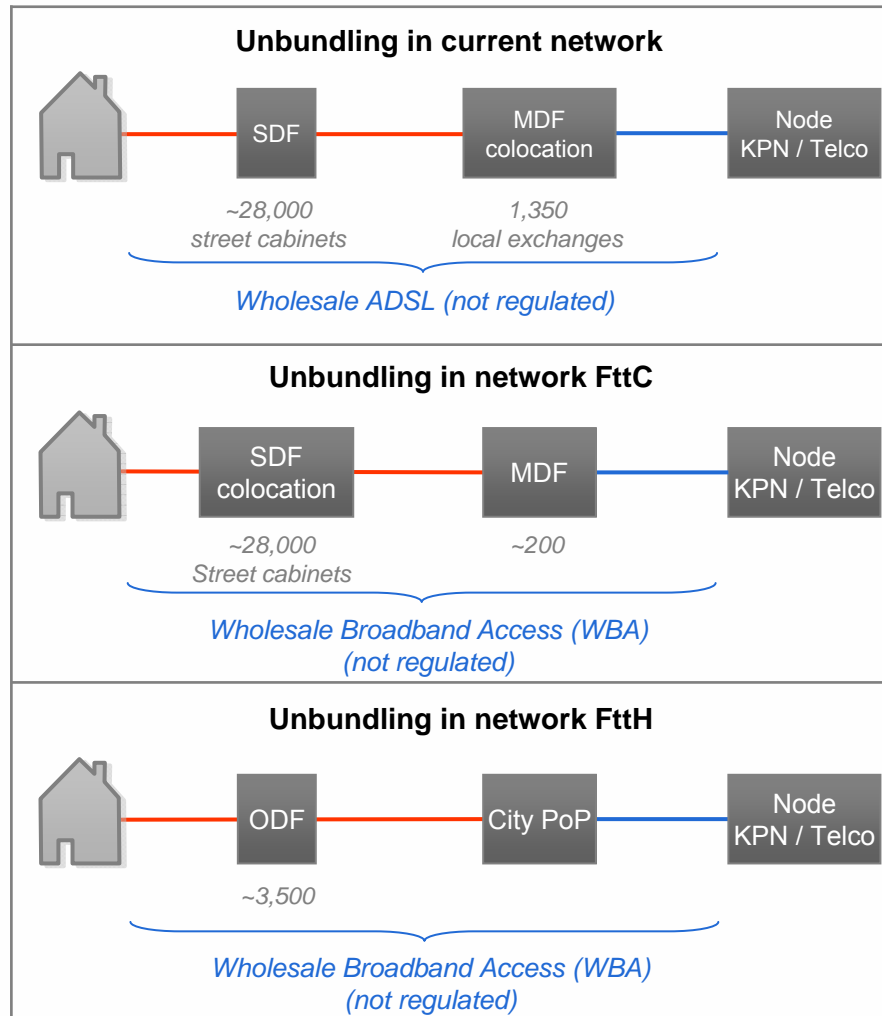 Unbundling in current network
SDF
MDF
colocation
Node
KPN / Telco
~28,000
street cabinets
1,350
local exchanges
Wholesale ADSL (not regulated)
Unbundling in network FttC
SDF
colocation
MDF
Node
KPN / Telco
~28,000
Street cabinets
~200
Wholesale Broadband Access (WBA)
(not regulated)
Unbundling in network FttH
ODF
City PoP
Node
KPN / Telco
~3,500
Wholesale Broadband Access (WBA)
(not regulated)